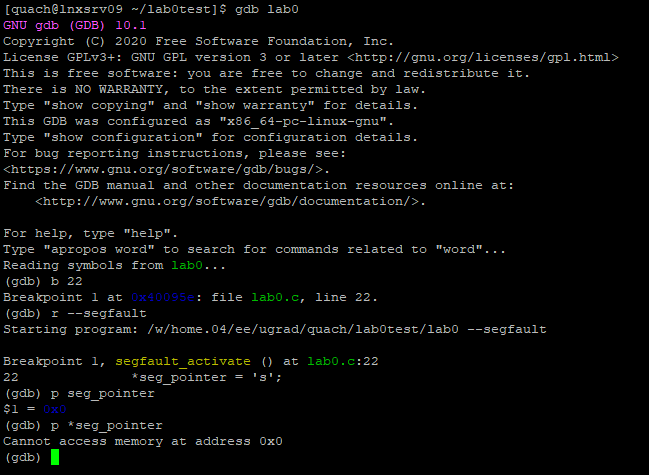 [quach@lnxsrv09 ~/lab0test]$ gdb lab0
GNU gdb (GDB) 10.1
Copyright (C) 2020 Free Software Foundation, Inc.
License GPLv3+: GNU GPL version 3 or later <http://gnu.org/licenses/gpl.html>
This is free software: you are free to change and redistribute it.
There is NO WARRANTY, to the extent permitted by law.
Type "show copying" and "show warranty" for details.
This GDB was configured as "x86_64-pc-linux-gnu".
Type "show configuration" for configuration details.
For bug reporting instructions, please see:
<https://www.gnu.org/software/gdb/bugs/>.
Find the GDB manual and other documentation resources online at:
    <http://www.gnu.org/software/gdb/documentation/>.

For help, type "help".
Type "apropos word" to search for commands related to "word"...
Reading symbols from lab0...
(gdb) b 22
Breakpoint 1 at 0x40095e: file lab0.c, line 22.
(gdb) r --segfault
Starting program: /w/home.04/ee/ugrad/quach/lab0test/lab0 --segfault

Breakpoint 1, segfault_activate () at lab0.c:22
22              *seg_pointer = 's';
(gdb) p seg_pointer
$1 = 0x0
(gdb) p *seg_pointer
Cannot access memory at address 0x0
(gdb)